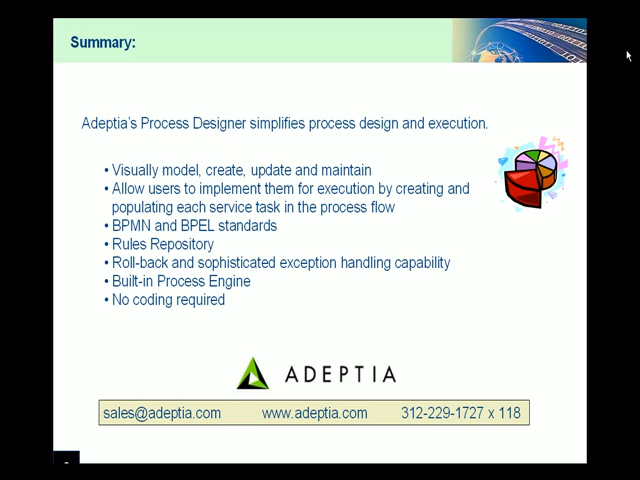 Summary:
Adeptia's Process Designer simplifies process design and execution.
• Visually model, create, update and maintain
• Allow users to implement them for execution by creating and
populating each service task in the process flow
• BPMN and BPEL standards
• Rules Repository
• Roll-back and sophisticated exception handling capability
• Built-in Process Engine
• No coding required
ADEPTIA
sales@adeptia.com www.adeptia.com 312-229-1727 x 118